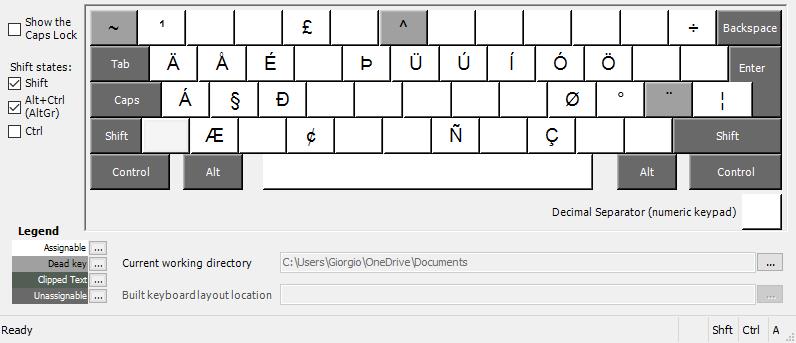 Show the
Caps Lock
Shift states:
Shift
Alt+Ctrl
(AltGr)
Ctrl
~ ¹ £ ^ ÷ Backspace
Tab Ä Å É Þ Ü Ú Í Ó Ö Enter
Caps Á § Ð Ø ° ¨ ¦
Shift Æ ¢ Ñ Ç Shift
Control Alt Alt Control
Decimal Separator (numeric keypad)
Legend
Assignable ...
Dead key ...
Clipped Text ...
Unassignable ...
Current working directory C:\Users\Giorgio\OneDrive\Documents ...
Built keyboard layout location ...
Ready Shft Ctrl A